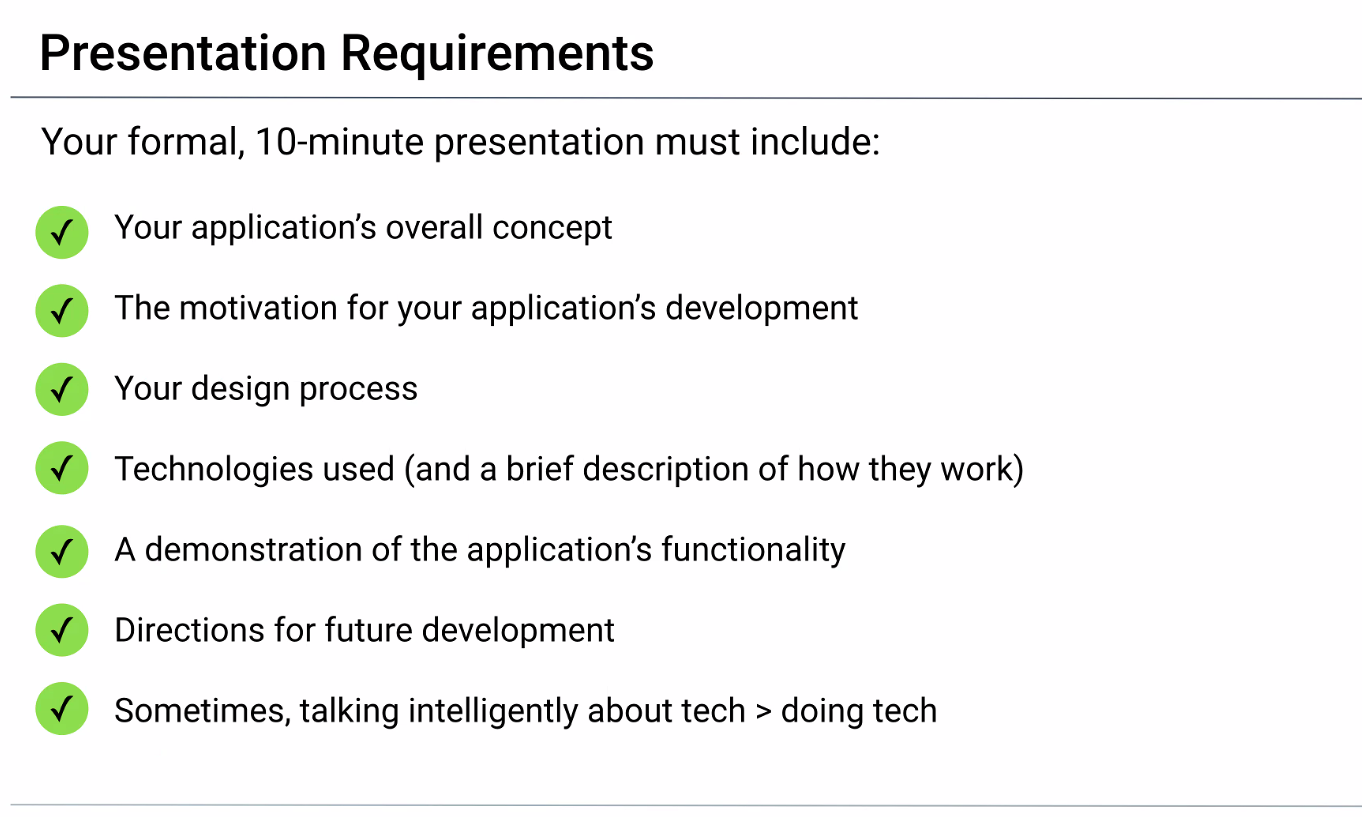 Presentation Requirements
Your formal, 10-minute presentation must include:
✓ Your application’s overall concept
✓ The motivation for your application’s development
✓ Your design process
✓ Technologies used (and a brief description of how they work)
✓ A demonstration of the application’s functionality
✓ Directions for future development
✓ Sometimes, talking intelligently about tech > doing tech